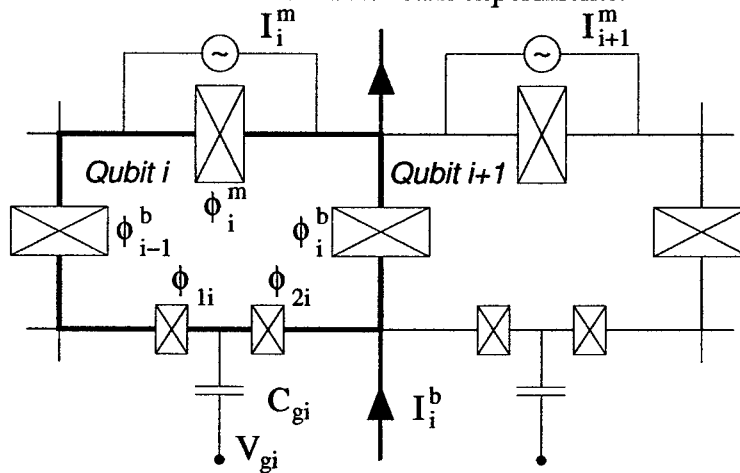 I_i^m
I_{i+1}^m
Qubit i
Qubit i+1
ϕ_i^m
ϕ_{i−1}^b
ϕ_i^b
ϕ_{1i}
ϕ_{2i}
C_{gi}
I_i^b
V_{gi}